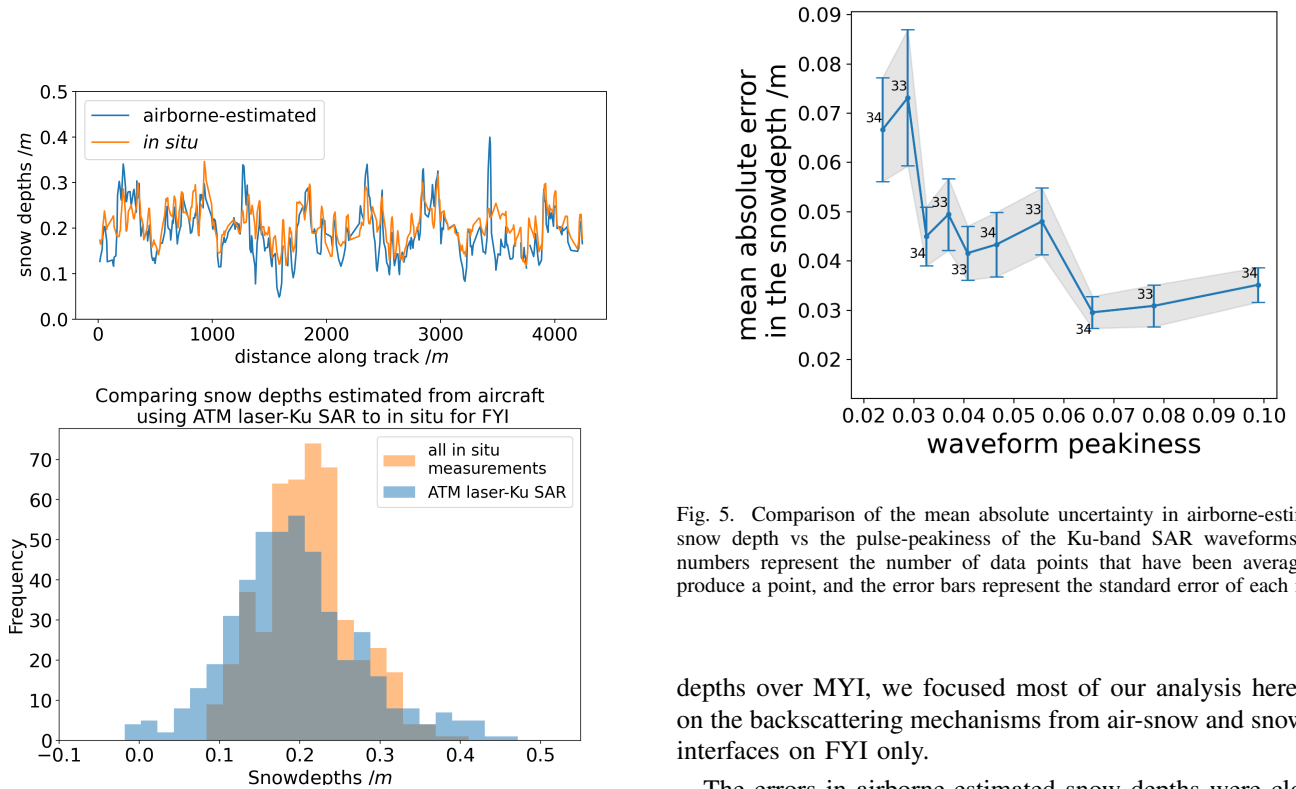 0.5
0.4
0.3
0.2
0.1
0.0
snow depths /m
airborne-estimated
in situ
0
1000
2000
3000
4000
distance along track /m
Comparing snow depths estimated from aircraft
using ATM laser-Ku SAR to in situ for FYI
70
60
50
40
30
20
10
0
Frequency
all in situ
measurements
ATM laser-Ku SAR
−0.1
0.0
0.1
0.2
0.3
0.4
0.5
Snowdepths /m
0.09
0.08
0.07
0.06
0.05
0.04
0.03
0.02
mean absolute error
in the snowdepth /m
34
33
34
33
33
34
33
34
33
34
0.02 0.03 0.04 0.05 0.06 0.07 0.08 0.09 0.10
waveform peakiness
Fig. 5. Comparison of the mean absolute uncertainty in
snow depth vs the pulse-peakiness of the Ku-band SAR waveforms
numbers represent the number of data points that have been
produce a point, and the error bars represent the standard error of each
depths over MYI, we focused most of our analysis here
on the backscattering mechanisms from air-snow and
interfaces on FYI only.
The errors in airborne estimated snow depths were